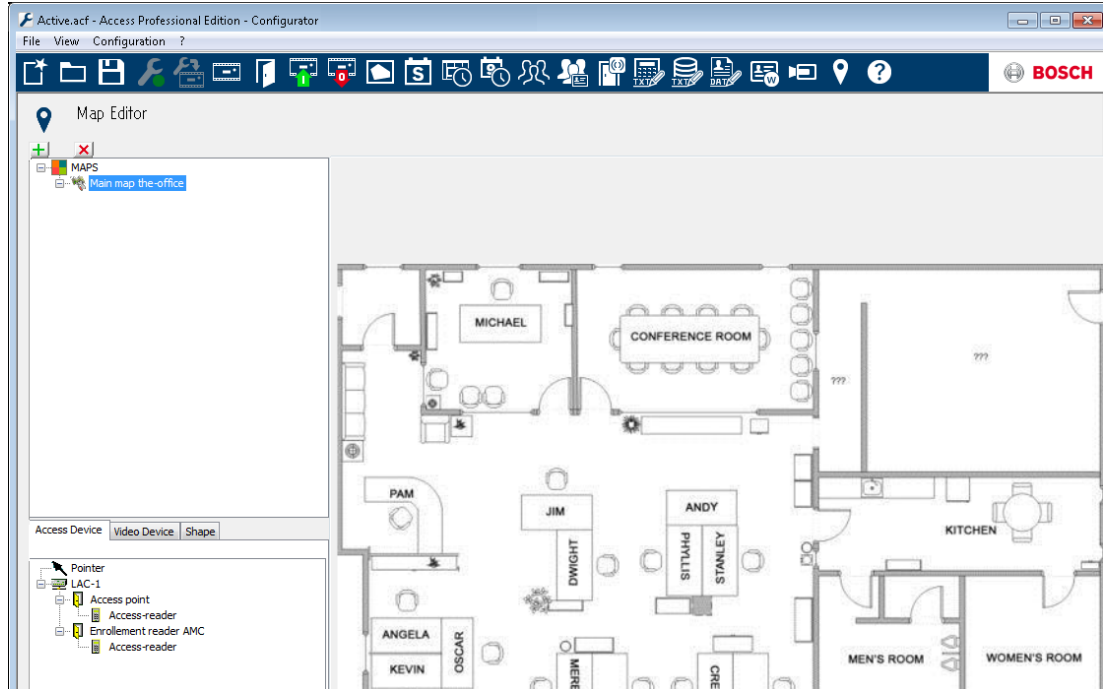 Active.acf - Access Professional Edition - Configurator
File View Configuration ?
BOSCH
Map Editor
MAPS
Main map the-office
Access Device Video Device Shape
Pointer
LAC-1
Access point
Access-reader
Enrollement reader AMC
Access-reader
MICHAEL
CONFERENCE ROOM
???
???
PAM
JIM
ANDY
KITCHEN
DWIGHT
PHYLLIS
STANLEY
ANGELA
OSCAR
KEVIN
MERE
CRE
MEN'S ROOM
WOMEN'S ROOM